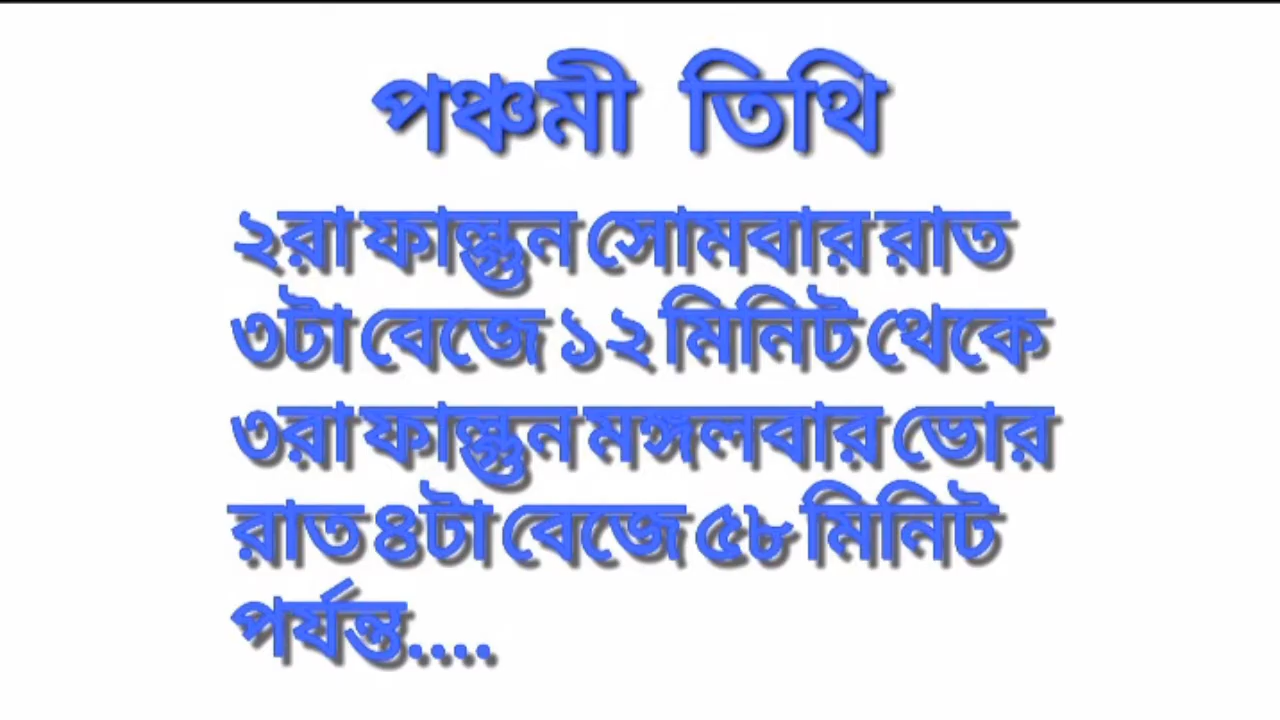 পঞ্চমী তিথি
২রা ফাল্গুন সোমবার রাত
৩টা বেজে ১২ মিনিট থেকে
৩রা ফাল্গুন মঙ্গলবার ভোর
রাত ৪টা বেজে ৫৮ মিনিট
পর্যন্ত....